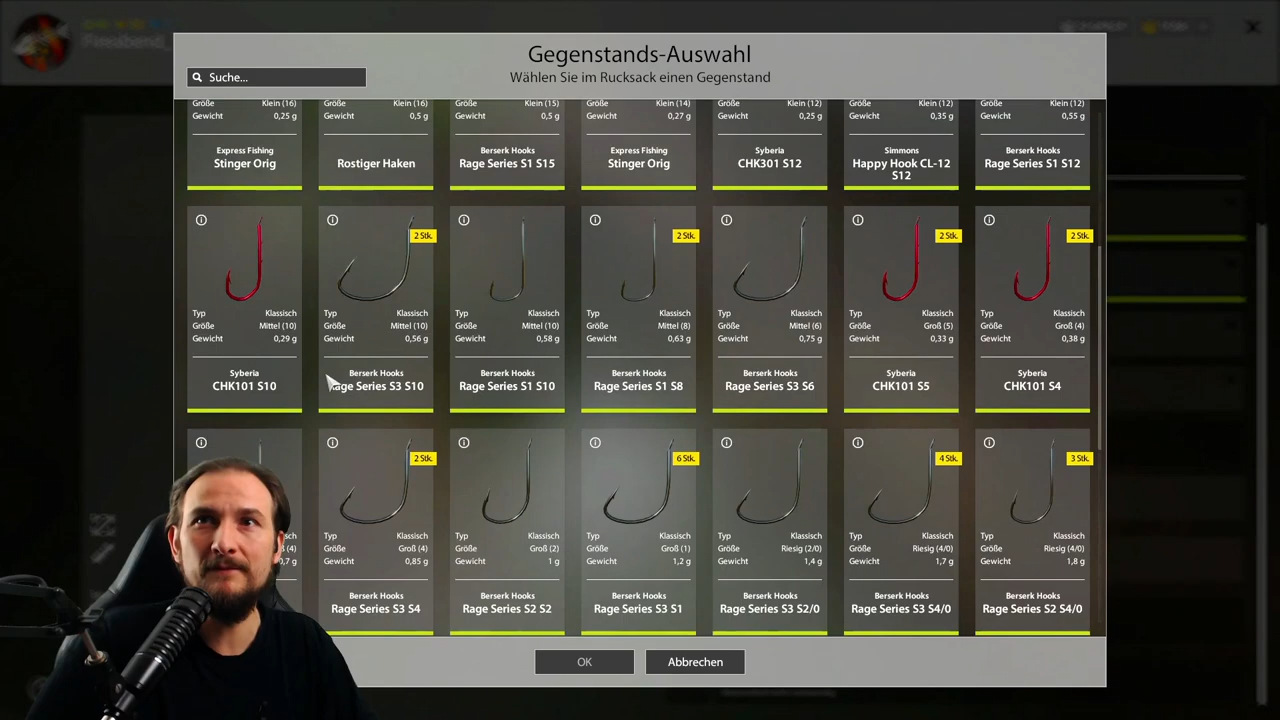 Gegenstands-Auswahl
Suche...
Wählen Sie im Rucksack einen Gegenstand
Größe Klein (16) Größe Klein (16) Größe Klein (15) Größe Klein (14) Größe Klein (12) Größe Klein (12) Größe Klein (12)
Gewicht 0,25 g Gewicht 0,5 g Gewicht 0,5 g Gewicht 0,27 g Gewicht 0,25 g Gewicht 0,35 g Gewicht 0,55 g
Express Fishing Berserk Hooks Express Fishing Syberia Simmons Berserk Hooks
Stinger Orig Rostiger Haken Rage Series S1 S15 Stinger Orig CHK301 S12 Happy Hook CL-12 Rage Series S1 S12
S12
2 Stk. 2 Stk. 2 Stk. 2 Stk.
Typ Klassisch Typ Klassisch Typ Klassisch Typ Klassisch Typ Klassisch Typ Klassisch Typ Klassisch
Größe Mittel (10) Größe Mittel (10) Größe Mittel (10) Größe Mittel (8) Größe Mittel (6) Größe Groß (5) Größe Groß (4)
Gewicht 0,29 g Gewicht 0,56 g Gewicht 0,58 g Gewicht 0,63 g Gewicht 0,75 g Gewicht 0,33 g Gewicht 0,38 g
Syberia Berserk Hooks Berserk Hooks Berserk Hooks Berserk Hooks Syberia Syberia
CHK101 S10 Rage Series S3 S10 Rage Series S1 S10 Rage Series S1 S8 Rage Series S3 S6 CHK101 S5 CHK101 S4
2 Stk. 6 Stk. 4 Stk. 3 Stk.
Klassisch Typ Klassisch Typ Klassisch Typ Klassisch Typ Klassisch Typ Klassisch Typ Klassisch
(4) Größe Groß (4) Größe Groß (2) Größe Groß (1) Größe Riesig (2/0) Größe Riesig (4/0) Größe Riesig (4/0)
0,7 g Gewicht 0,85 g Gewicht 1 g Gewicht 1,2 g Gewicht 1,4 g Gewicht 1,7 g Gewicht 1,8 g
Berserk Hooks Berserk Hooks Berserk Hooks Berserk Hooks Berserk Hooks Berserk Hooks
Rage Series S3 S4 Rage Series S2 S2 Rage Series S3 S1 Rage Series S3 S2/0 Rage Series S3 S4/0 Rage Series S2 S4/0
OK Abbrechen